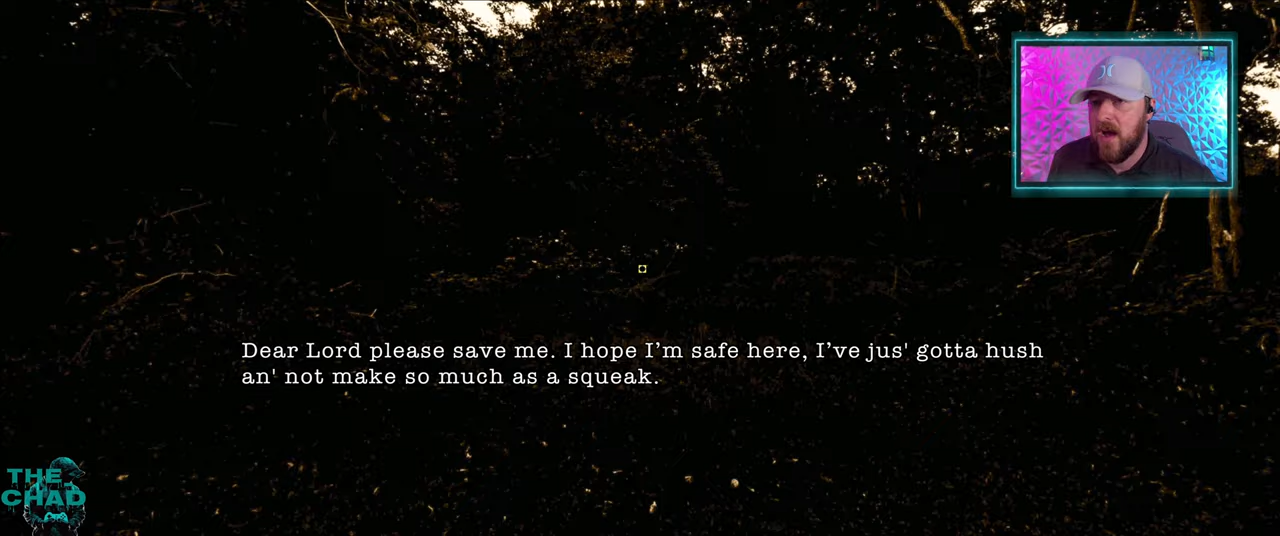 Dear Lord please save me. I hope I’m safe here, I’ve jus' gotta hush
an' not make so much as a squeak.
THE
CHAD